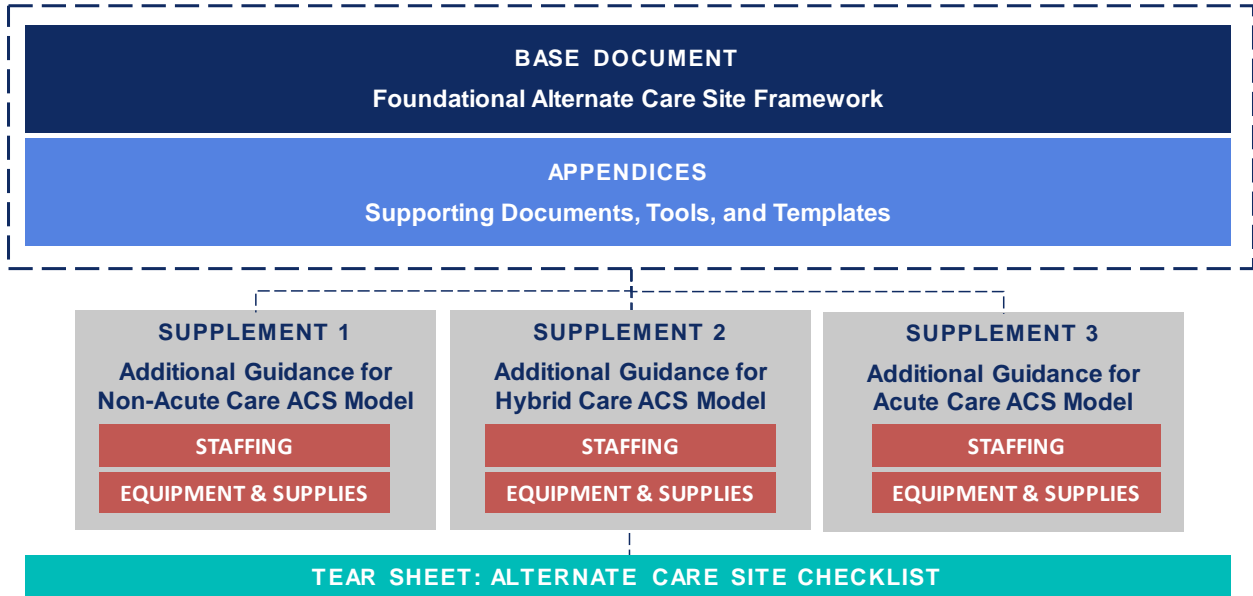 BASE DOCUMENT
Foundational Alternate Care Site Framework
APPENDICES
Supporting Documents, Tools, and Templates
SUPPLEMENT 1
Additional Guidance for
Non-Acute Care ACS Model
STAFFING
EQUIPMENT & SUPPLIES
SUPPLEMENT 2
Additional Guidance for
Hybrid Care ACS Model
STAFFING
EQUIPMENT & SUPPLIES
SUPPLEMENT 3
Additional Guidance for
Acute Care ACS Model
STAFFING
EQUIPMENT & SUPPLIES
TEAR SHEET: ALTERNATE CARE SITE CHECKLIST